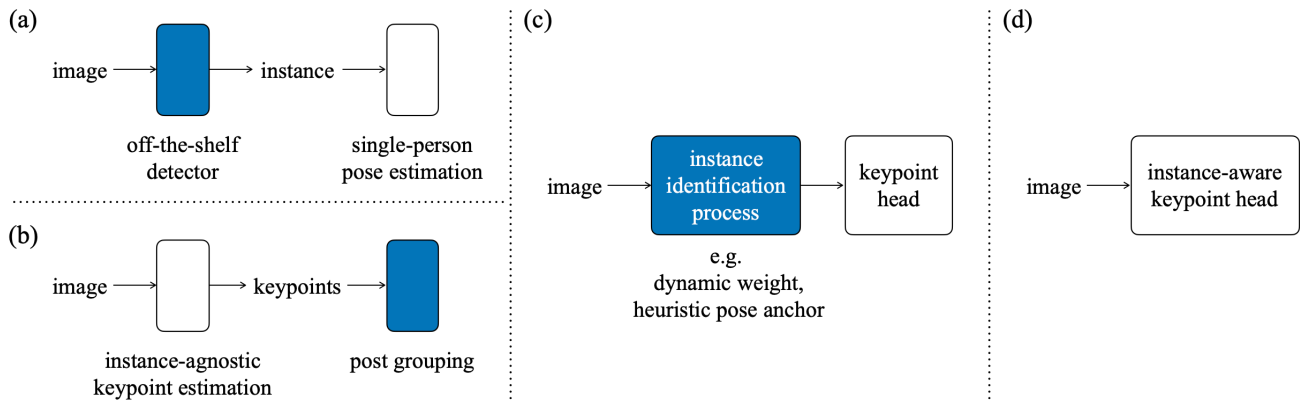 (a)
image
instance
off-the-shelf
detector
single-person
pose estimation
(b)
image
keypoints
instance-agnostic
keypoint estimation
post grouping
(c)
image
instance
identification
process
keypoint
head
e.g.
dynamic weight,
heuristic pose anchor
(d)
image
instance-aware
keypoint head